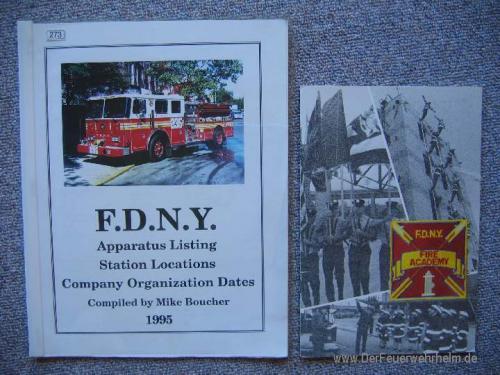 273
F.D.N.Y.
Apparatus Listing
Station Locations
Company Organization Dates
Compiled by Mike Boucher
1995
F.D.N.Y.
FIRE
ACADEMY
www.DerFeuerwehrhelm.de